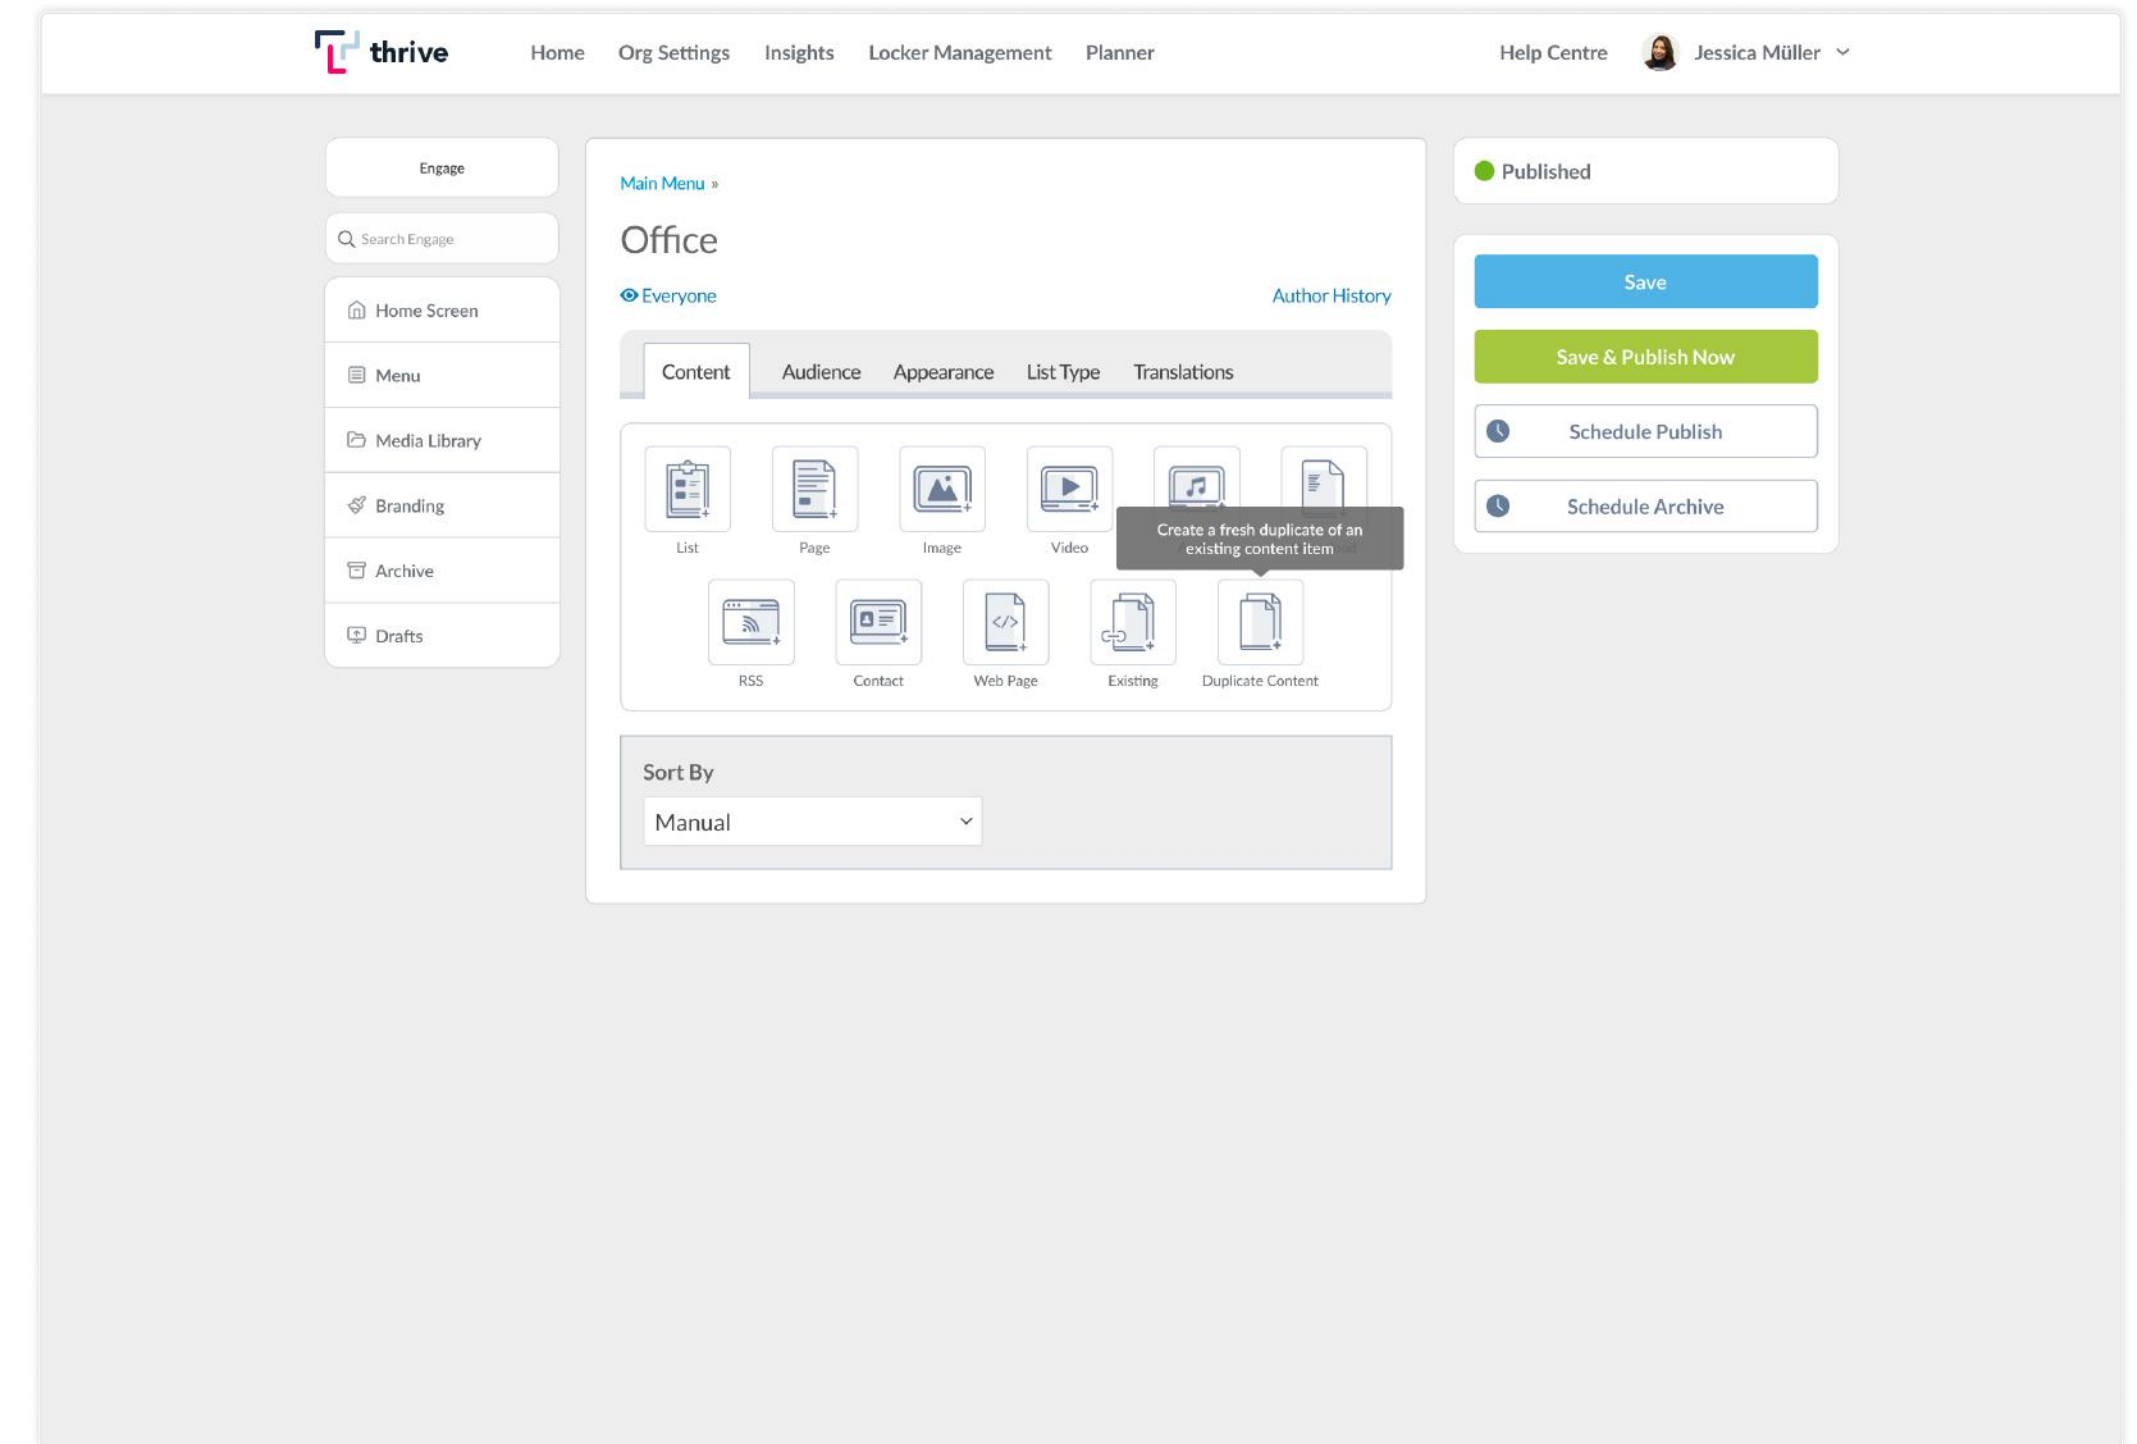 thrive
Home Org Settings Insights Locker Management Planner
Help Centre Jessica Müller
Engage
Search Engage
Home Screen
Menu
Media Library
Branding
Archive
Drafts
Main Menu »
Office
Everyone
Author History
Content Audience Appearance List Type Translations
List Page Image Video
Create a fresh duplicate of an
existing content item
RSS Contact Web Page Existing Duplicate Content
Sort By
Manual
Published
Save
Save & Publish Now
Schedule Publish
Schedule Archive